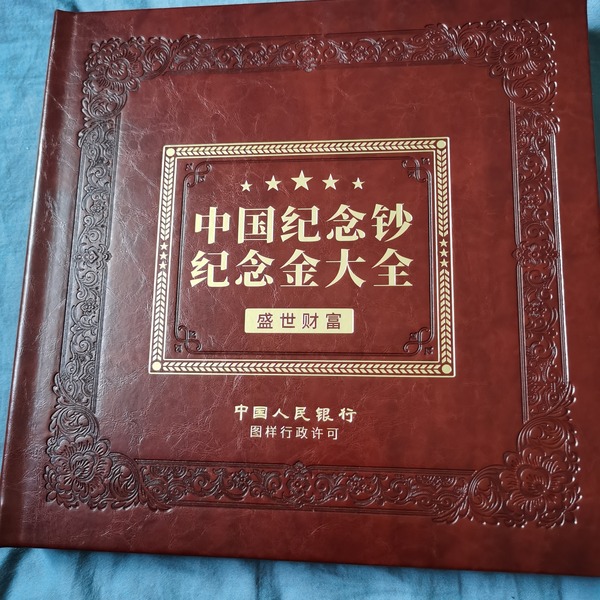 中国纪念钞
纪念金大全
盛世财富
中国人民银行
图样行政许可